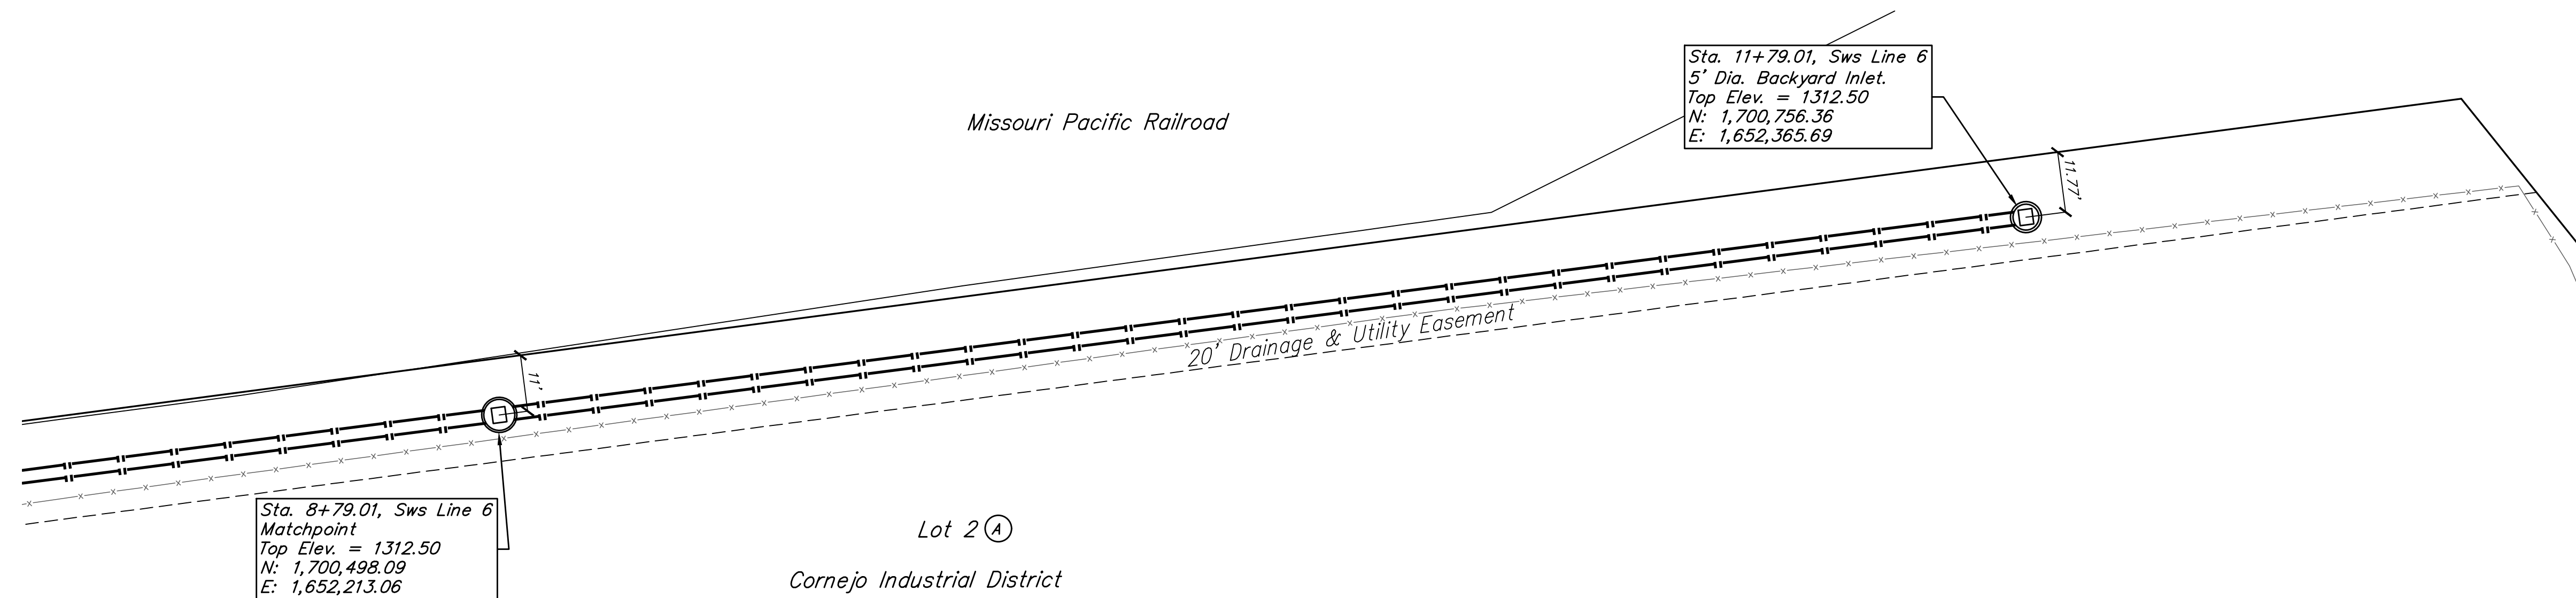 Sta. 11+79.01, Sws Line 6
5' Dia. Backyard Inlet.
Top Elev. = 1312.50
N: 1,700,756.36
E: 1,652,365.69
Missouri Pacific Railroad
11.77'
11'
20' Drainage & Utility Easement
Sta. 8+79.01, Sws Line 6
Matchpoint
Top Elev. = 1312.50
N: 1,700,498.09
E: 1,652,213.06
Lot 2 A
Cornejo Industrial District